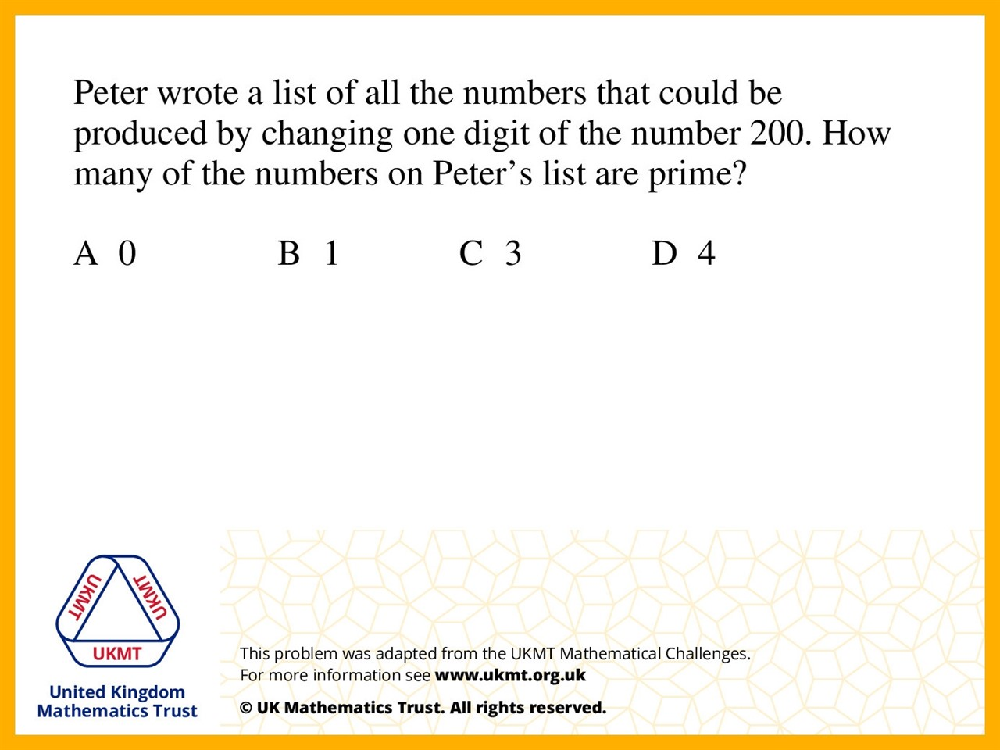 Peter wrote a list of all the numbers that could be
produced by changing one digit of the number 200. How
many of the numbers on Peter’s list are prime?
A 0 B 1 C 3 D 4
UKMT UKMT
UKMT
United Kingdom
Mathematics Trust
This problem was adapted from the UKMT Mathematical Challenges.
For more information see www.ukmt.org.uk
© UK Mathematics Trust. All rights reserved.